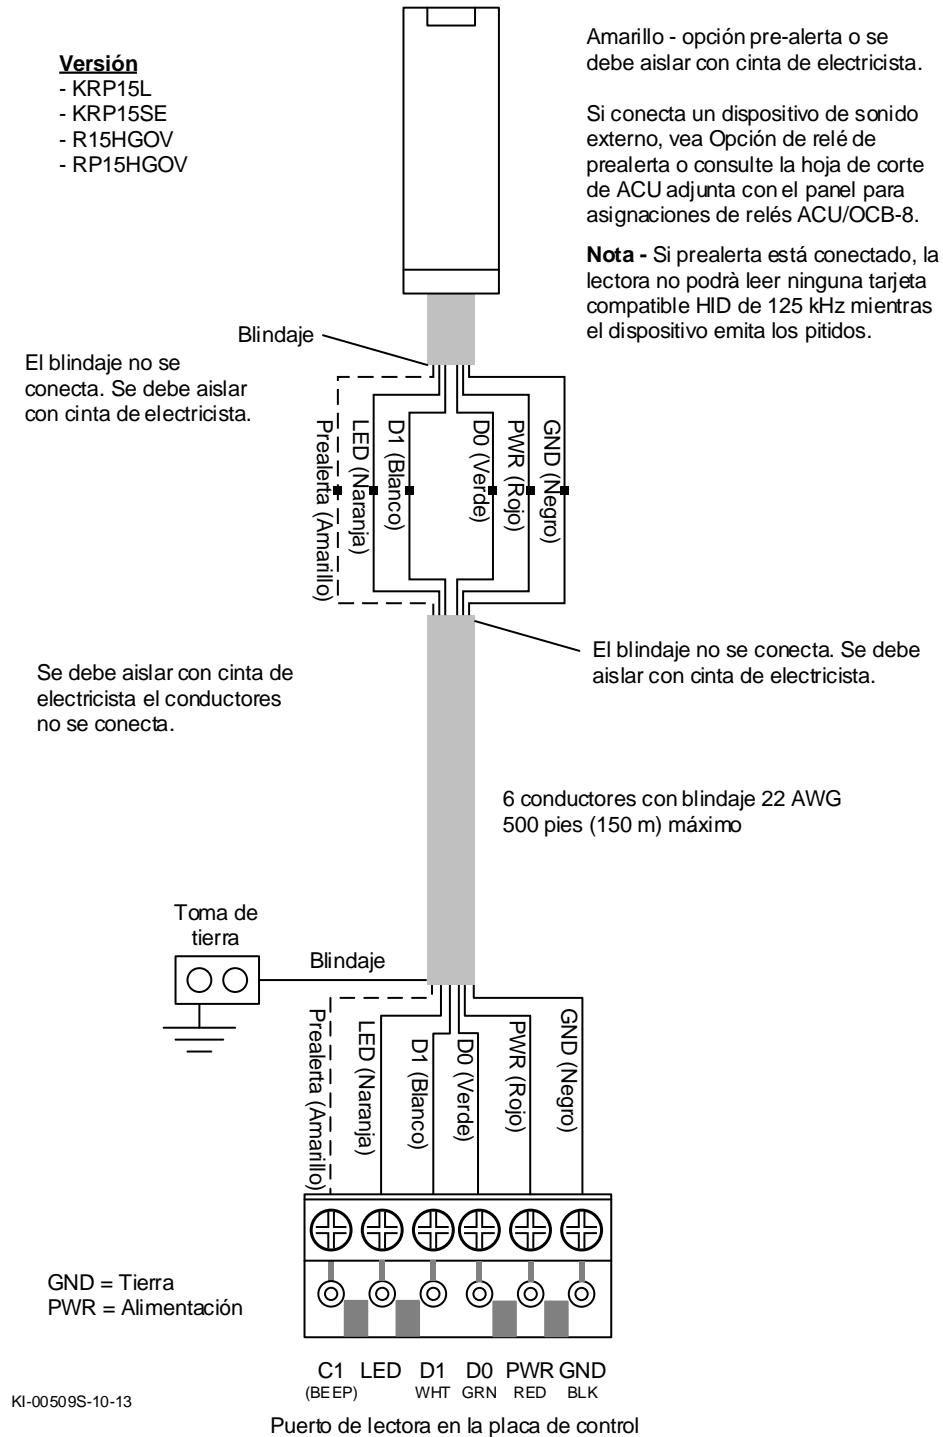 Versión
- KRP15L
- KRP15SE
- R15HGOV
- RP15HGOV
Amarillo - opción pre-alerta o se
debe aislar con cinta de electricista.
Si conecta un dispositivo de sonido
externo, vea Opción de relé de
prealerta o consulte la hoja de corte
de ACU adjunta con el panel para
asignaciones de relés ACU/OCB-8.
Nota - Si prealerta está conectado, la
lectora no podrà leer ninguna tarjeta
compatible HID de 125 kHz mientras
el dispositivo emita los pitidos.
Blindaje
El blindaje no se
conecta. Se debe aislar
con cinta de electricista.
Prealerta (Amarillo)
LED (Naranja)
D1 (Blanco)
D0 (Verde)
PWR (Rojo)
GND (Negro)
El blindaje no se conecta. Se debe
aislar con cinta de electricista.
Se debe aislar con cinta de
electricista el conductores
no se conecta.
6 conductores con blindaje 22 AWG
500 pies (150 m) máximo
Toma de
tierra
Blindaje
Prealerta (Amarillo)
LED (Naranja)
D1 (Blanco)
D0 (Verde)
PWR (Rojo)
GND (Negro)
GND = Tierra
PWR = Alimentación
C1 LED D1 D0 PWR GND
(BEEP) WHT GRN RED BLK
KI-00509S-10-13
Puerto de lectora en la placa de control